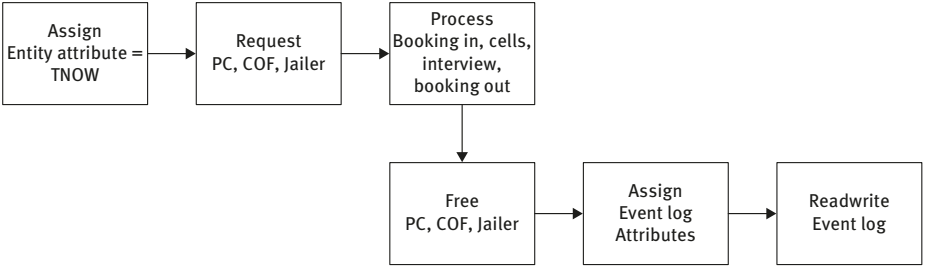 Assign
Entity attribute =
TNOW
Request
PC, COF, Jailer
Process
Booking in, cells,
interview,
booking out
Free
PC, COF, Jailer
Assign
Event log
Attributes
Readwrite
Event log